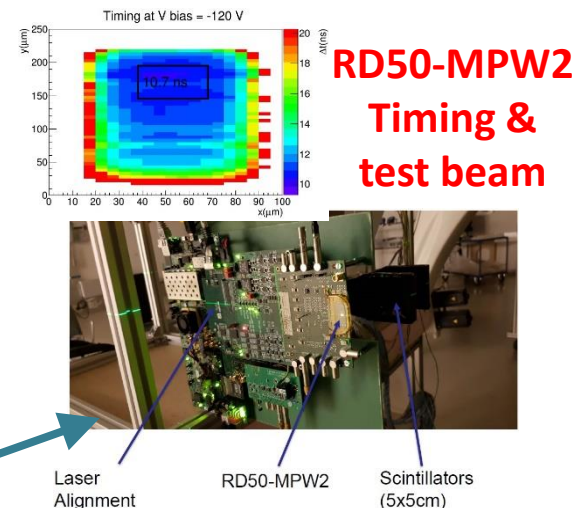 Timing at V bias = -120 V
y(μm)
250
200
150
100
50
0
10.7 ns
0 10 20 30 40 50 60 70 80 90 100
x(μm)
20
18
16
14
12
10
Δt(ns)
RD50-MPW2
Timing &
test beam
Laser
Alignment
RD50-MPW2
Scintillators
(5x5cm)